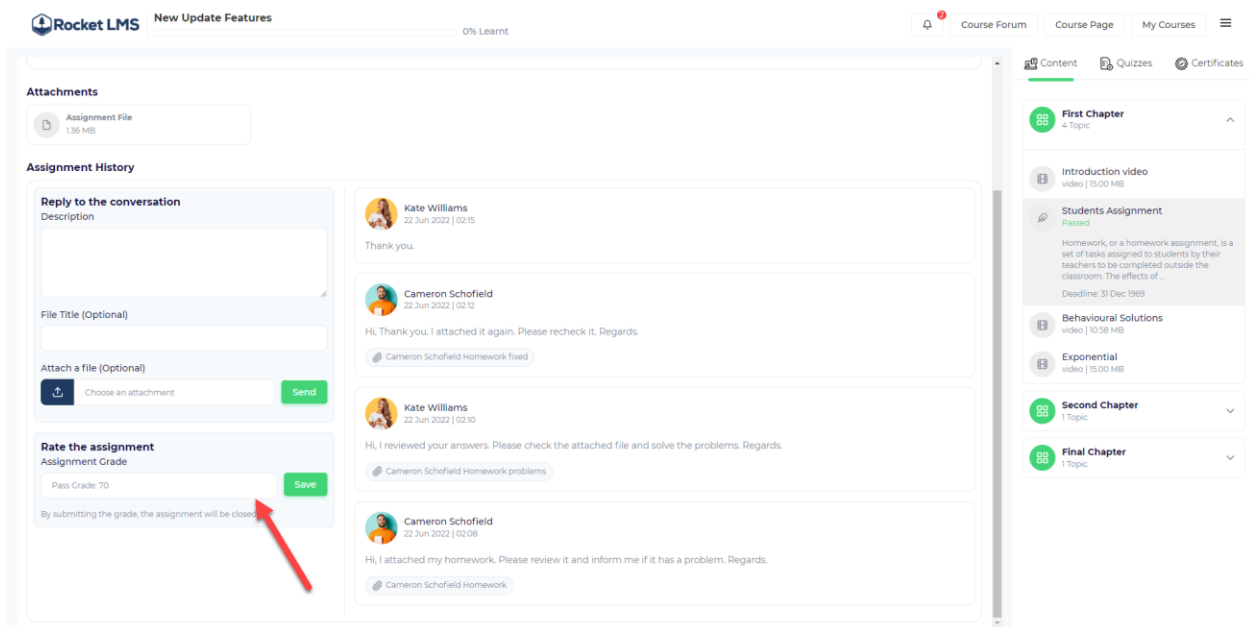 Rocket LMS
New Update Features
0% Learnt
2
Course Forum
Course Page
My Courses
Attachments
Assignment File
1.36 MB
Assignment History
Reply to the conversation
Description
File Title (Optional)
Attach a file (Optional)
Choose an attachment
Send
Rate the assignment
Assignment Grade
Pass Grade: 70
Save
By submitting the grade, the assignment will be closed
Kate Williams
22 Jun 2022 | 02:15
Thank you.
Cameron Schofield
22 Jun 2022 | 02:12
Hi, Thank you. I attached it again. Please recheck it. Regards.
Cameron Schofield Homework fixed
Kate Williams
22 Jun 2022 | 02:10
Hi, I reviewed your answers. Please check the attached file and solve the problems. Regards.
Cameron Schofield Homework problems
Cameron Schofield
22 Jun 2022 | 02:08
Hi, I attached my homework. Please review it and inform me if it has a problem. Regards.
Cameron Schofield Homework
Content
Quizzes
Certificates
First Chapter
4 Topic
Introduction video
video | 15.00 MB
Students Assignment
Passed
Homework, or a homework assignment, is a
set of tasks assigned to students by their
teachers to be completed outside the
classroom. The effects of ...
Deadline: 31 Dec 1969
Behavioural Solutions
video | 10.58 MB
Exponential
video | 15.00 MB
Second Chapter
1 Topic
Final Chapter
1 Topic